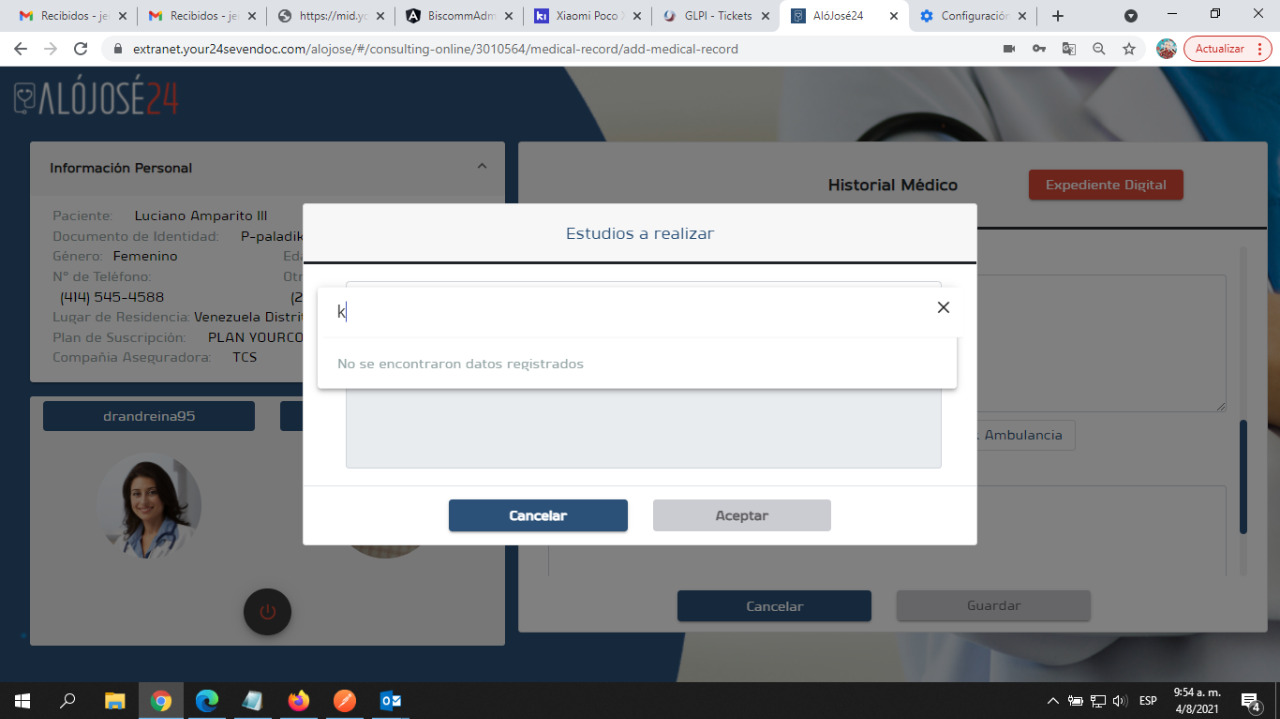 Recibidos - je
Recibidos - je
https://mid.yo
BiscommAdm
Xiaomi Poco X
GLPI - Tickets
AlóJosé24
Configuración
extranet.your24sevendoc.com/alojose/#/consulting-online/3010564/medical-record/add-medical-record
Actualizar
ALÓJOSÉ24
Información Personal
Paciente: Luciano Amparito III
Documento de Identidad: P-paladik
Género: Femenino Eda
N° de Teléfono: Otr
(414) 545-4588 (2
Lugar de Residencia: Venezuela Distrit
Plan de Suscripción: PLAN YOURCO
Compañia Aseguradora: TCS
drandreina95
Historial Médico
Expediente Digital
Estudios a realizar
k
No se encontraron datos registrados
Cancelar
Aceptar
Ambulancia
Cancelar
Guardar
ESP
9:54 a. m.
4/8/2021
4